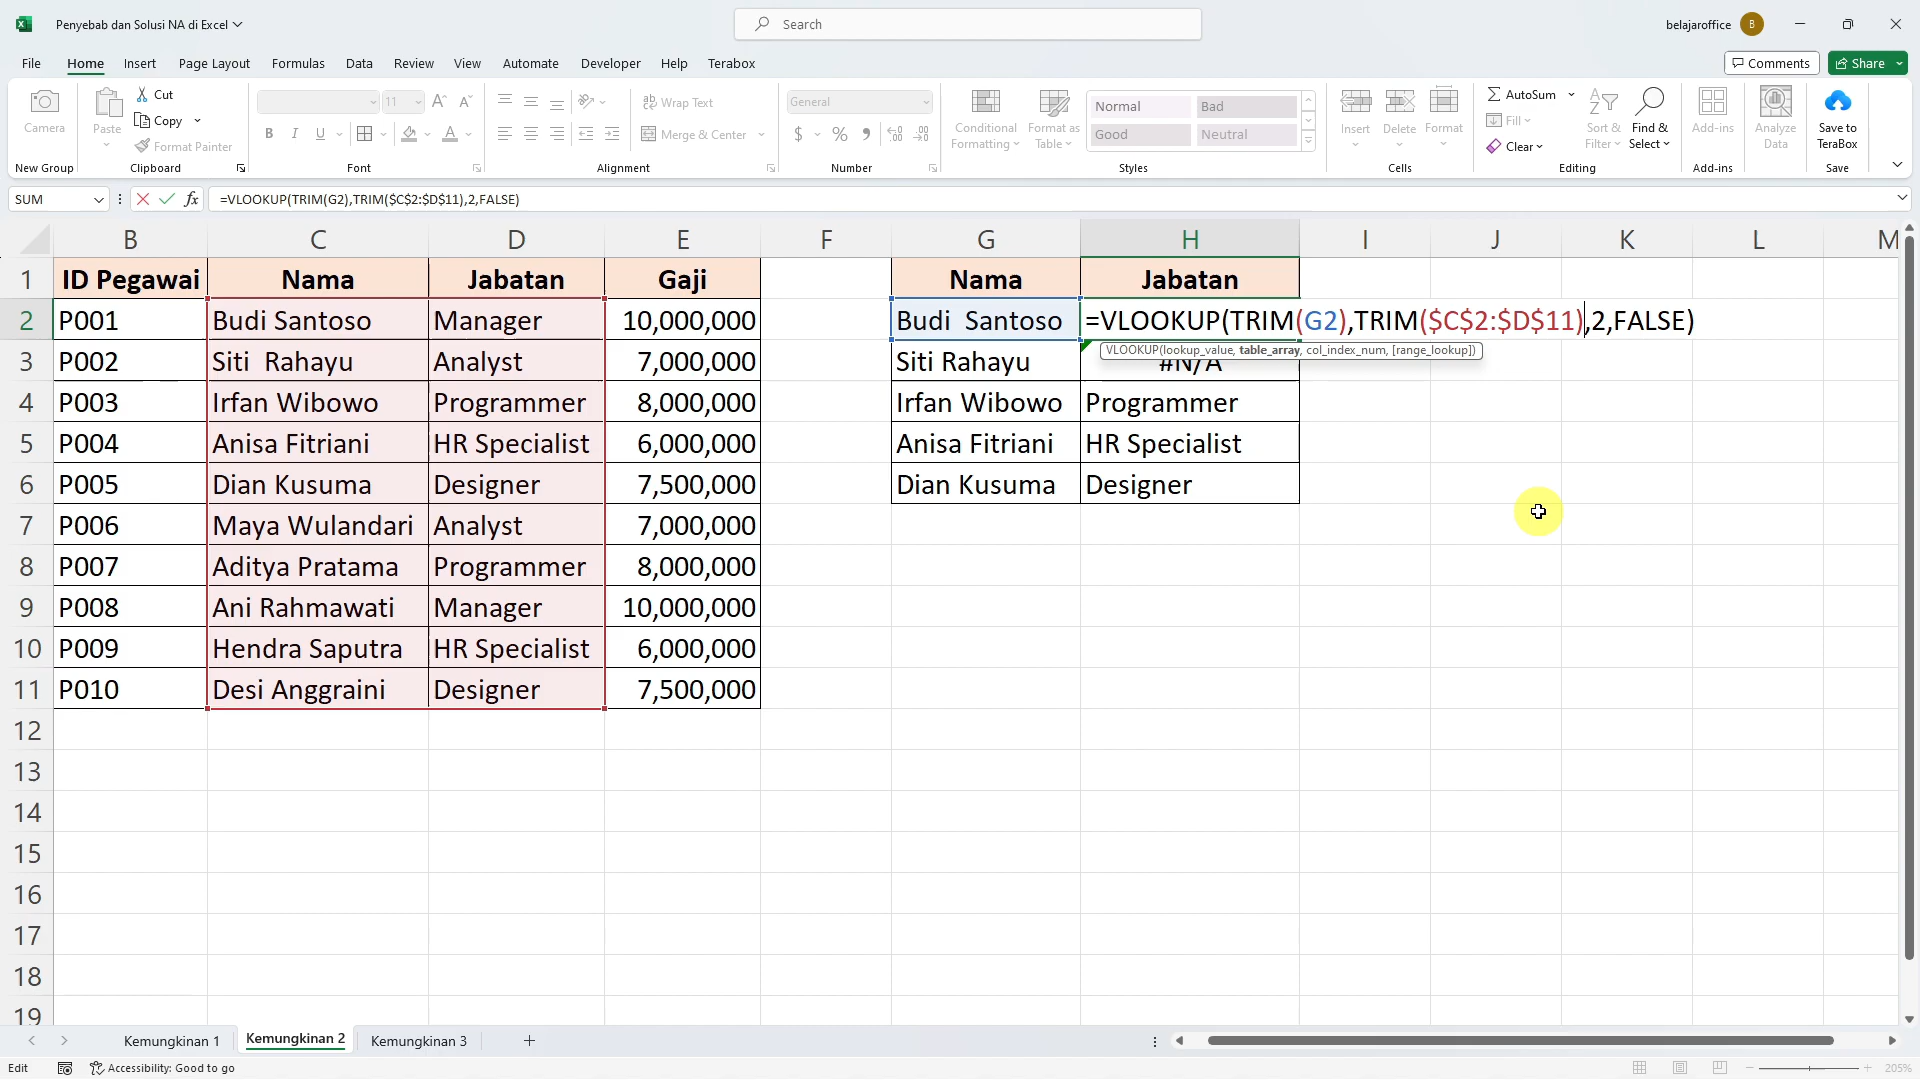 Penyebab dan Solusi NA di Excel
Search
belajaroffice
B
File Home Insert Page Layout Formulas Data Review View Automate Developer Help Terabox
Comments Share
Camera
New Group
Paste
Cut
Copy
Format Painter
Clipboard
11
A A
B I U
A
Font
Wrap Text
Merge & Center
Alignment
General
$ % ,
Number
Conditional Formatting
Format as Table
Normal Bad
Good Neutral
Styles
Insert Delete Format
Cells
AutoSum
Fill
Clear
Sort & Filter
Find & Select
Editing
Add-ins
Add-ins
Analyze Data
Save to TeraBox
Save
SUM fx =VLOOKUP(TRIM(G2),TRIM($C$2:$D$11),2,FALSE)
B C D E F G H I J K L M
1 ID Pegawai Nama Jabatan Gaji Nama Jabatan
2 P001 Budi Santoso Manager 10,000,000 Budi  Santoso =VLOOKUP(TRIM(G2),TRIM($C$2:$D$11),2,FALSE)
VLOOKUP(lookup_value, table_array, col_index_num, [range_lookup])
3 P002 Siti  Rahayu Analyst 7,000,000 Siti Rahayu #N/A
4 P003 Irfan Wibowo Programmer 8,000,000 Irfan Wibowo Programmer
5 P004 Anisa Fitriani HR Specialist 6,000,000 Anisa Fitriani HR Specialist
6 P005 Dian Kusuma Designer 7,500,000 Dian Kusuma Designer
7 P006 Maya Wulandari Analyst 7,000,000
8 P007 Aditya Pratama Programmer 8,000,000
9 P008 Ani Rahmawati Manager 10,000,000
10 P009 Hendra Saputra HR Specialist 6,000,000
11 P010 Desi Anggraini Designer 7,500,000
12
13
14
15
16
17
18
19
Kemungkinan 1 Kemungkinan 2 Kemungkinan 3
Edit Accessibility: Good to go 205%